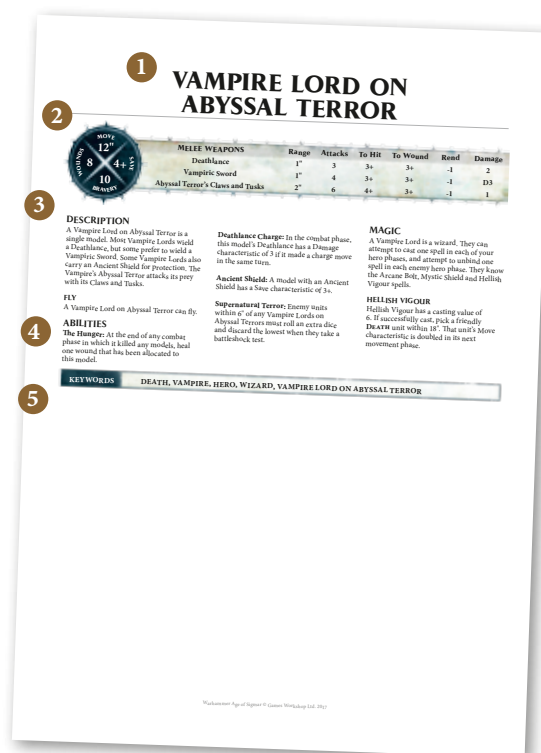 1
VAMPIRE LORD ON
ABYSSAL TERROR
2
MOVE
12"
WOUNDS
8
4+
SAVE
10
BRAVERY
MELEE WEAPONS Range Attacks To Hit To Wound Rend Damage
Deathlance 1" 3 3+ 3+ -1 2
Vampiric Sword 1" 4 3+ 3+ -1 D3
Abyssal Terror's Claws and Tusks 2" 6 4+ 3+ -1 1
3
DESCRIPTION
A Vampire Lord on Abyssal Terror is a
single model. Most Vampire Lords wield
a Deathlance, but some prefer to wield a
Vampiric Sword. Some Vampire Lords also
carry an Ancient Shield for protection. The
Vampire's Abyssal Terror attacks its prey
with its Claws and Tusks.
FLY
A Vampire Lord on Abyssal Terror can fly.
4
ABILITIES
The Hunger: At the end of any combat
phase in which it killed any models, heal
one wound that has been allocated to
this model.
Deathlance Charge: In the combat phase,
this model's Deathlance has a Damage
characteristic of 3 if it made a charge move
in the same turn.
Ancient Shield: A model with an Ancient
Shield has a Save characteristic of 3+.
Supernatural Terror: Enemy units
within 6" of any Vampire Lords on
Abyssal Terrors must roll an extra dice
and discard the lowest when they take a
battleshock test.
MAGIC
A Vampire Lord is a wizard. They can
attempt to cast one spell in each of your
hero phases, and attempt to unbind one
spell in each enemy hero phase. They know
the Arcane Bolt, Mystic Shield and Hellish
Vigour spells.
HELLISH VIGOUR
Hellish Vigour has a casting value of
6. If successfully cast, pick a friendly
DEATH unit within 18". That unit's Move
characteristic is doubled in its next
movement phase.
5
KEYWORDS DEATH, VAMPIRE, HERO, WIZARD, VAMPIRE LORD ON ABYSSAL TERROR
Warhammer Age of Sigmar © Games Workshop Ltd.